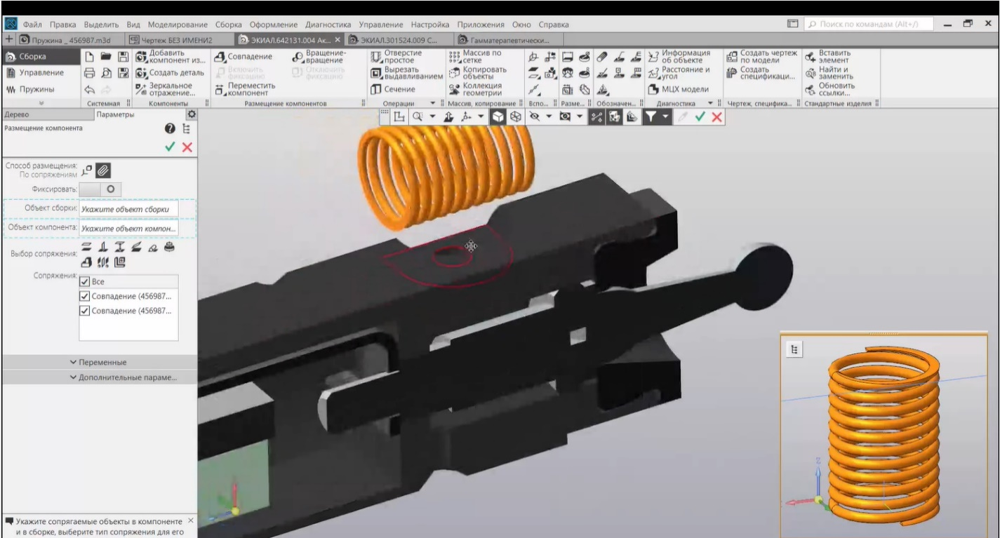 Файл Правка Выделить Вид Моделирование Сборка Оформление Диагностика Управление Настройка Приложения Окно Справка
Поиск по командам (Alt+/)
Пружина _ 456987.m3d
Чертеж БЕЗ ИМЕНИ2
ЭКИАЛ.642131.004 Ак...
ЭКИАЛ.301524.009 С...
Гамматерапевтически...
Сборка
Управление
Пружины
Системная
Добавить
компонент из...
Создать деталь
Зеркальное
отражение...
Компоненты
Совпадение
Включить
фиксацию
Переместить
компонент
Вращение-
вращение
Отключить
фиксацию
Размещение компонентов
Отверстие
простое
Вырезать
выдавливанием
Сечение
Операции
Массив по
сетке
Копировать
объекты
Коллекция
геометрии
Массив, копирование
Вспо...
Разме...
Обозначен...
Информация
об объекте
Расстояние и
угол
МЦХ модели
Диагностика
Создать чертеж
по модели
Создать
спецификаци...
Чертеж, специфика...
Вставить
элемент
Найти и
заменить
Обновить
ссылки...
Стандартные изделия
Дерево
Параметры
Размещение компонента
Способ размещения:
По сопряжениям
Фиксировать:
Объект сборки: Укажите объект сборки
Объект компонента: Укажите объект компон...
Выбор сопряжения:
Сопряжения:
Все
Совпадение (456987...
Совпадение (456987...
Переменные
Дополнительные параме...
Укажите сопрягаемые объекты в компоненте
и в сборке, выберите тип сопряжения для его
Z